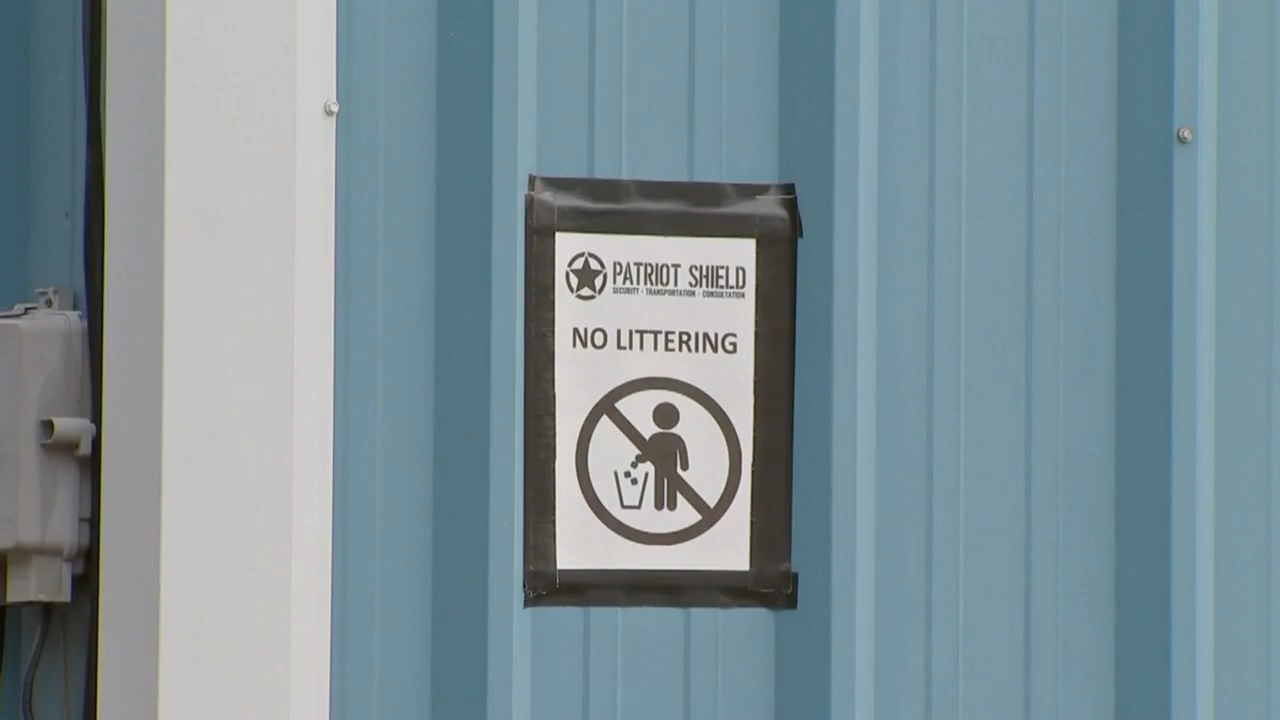 PATRIOT SHIELD
SECURITY • TRANSPORTATION • CONSULTATION
NO LITTERING